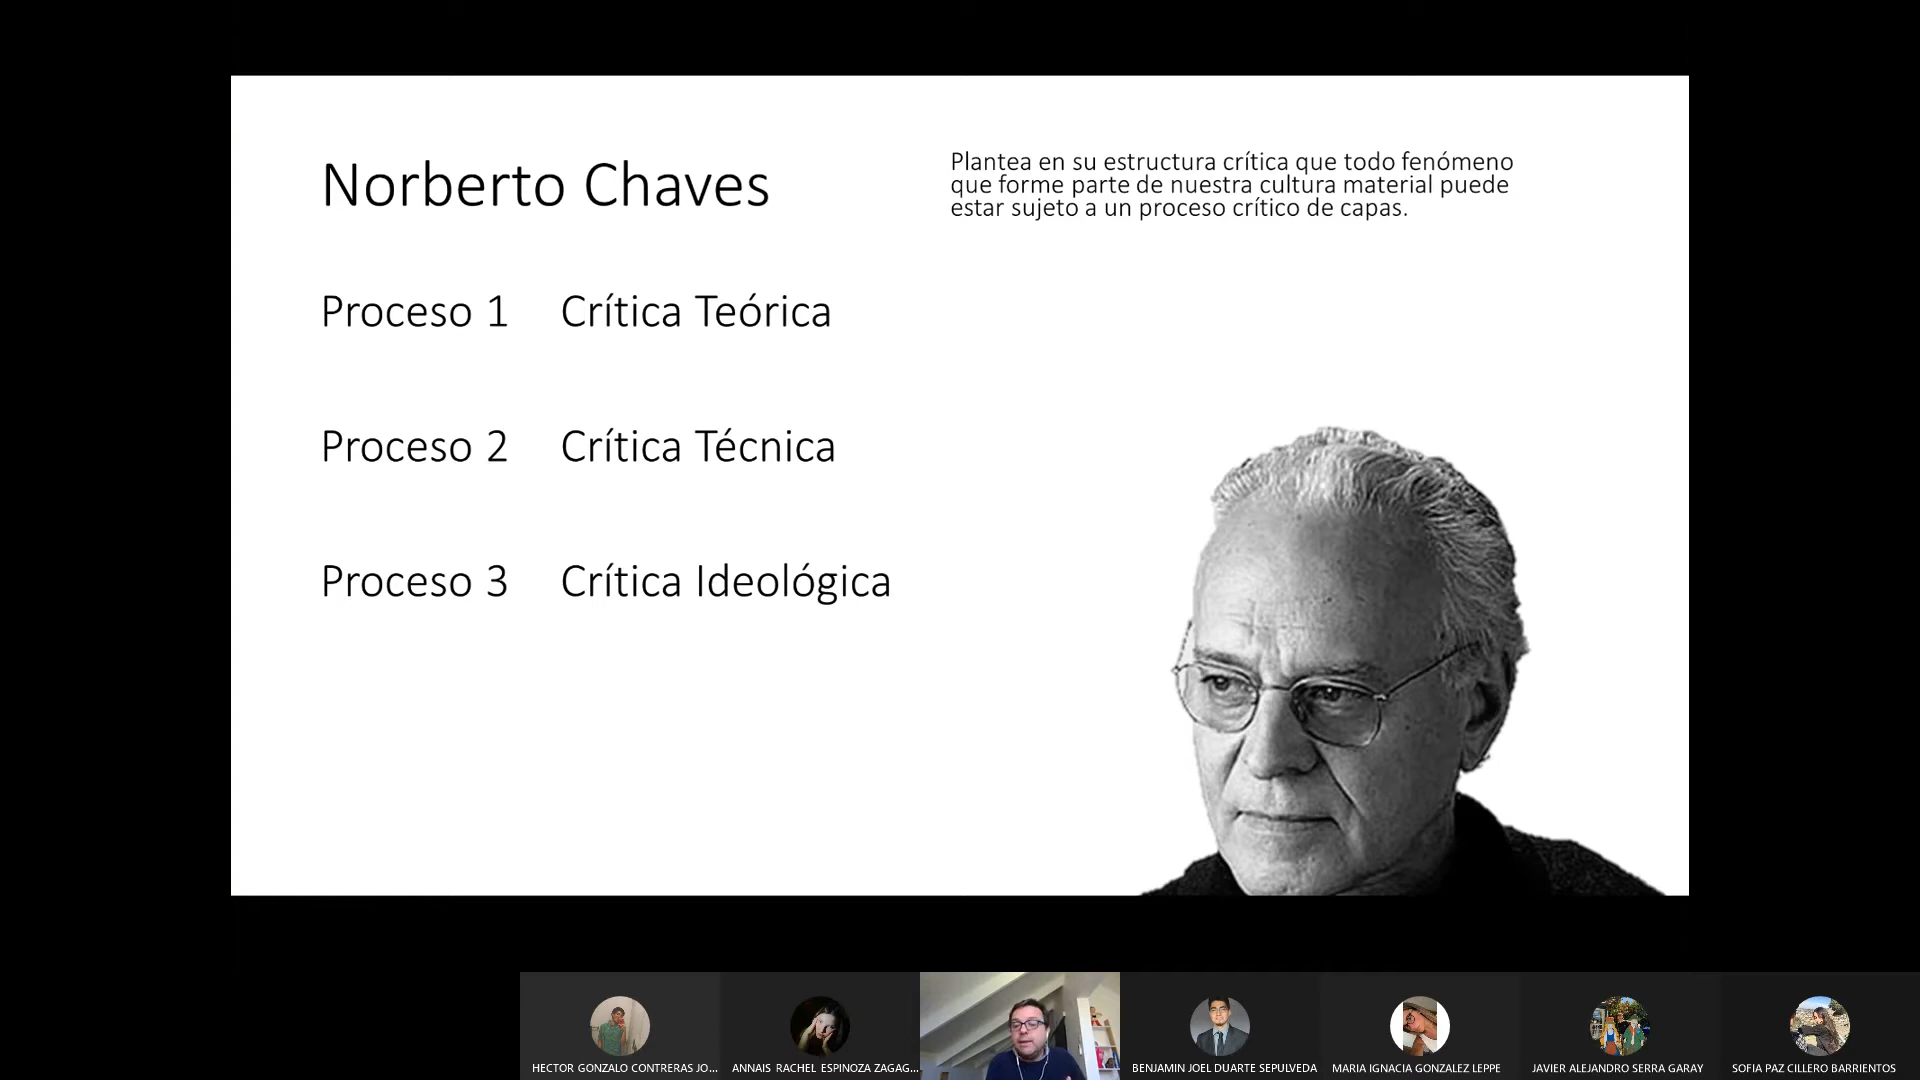 Norberto Chaves
Plantea en su estructura crítica que todo fenómeno
que forme parte de nuestra cultura material puede
estar sujeto a un proceso crítico de capas.
Proceso 1 Crítica Teórica
Proceso 2 Crítica Técnica
Proceso 3 Crítica Ideológica
HECTOR GONZALO CONTRERAS JO...
ANNAIS RACHEL ESPINOZA ZAGAG...
BENJAMIN JOEL DUARTE SEPULVEDA
MARIA IGNACIA GONZALEZ LEPPE
JAVIER ALEJANDRO SERRA GARAY
SOFIA PAZ CILLERO BARRIENTOS